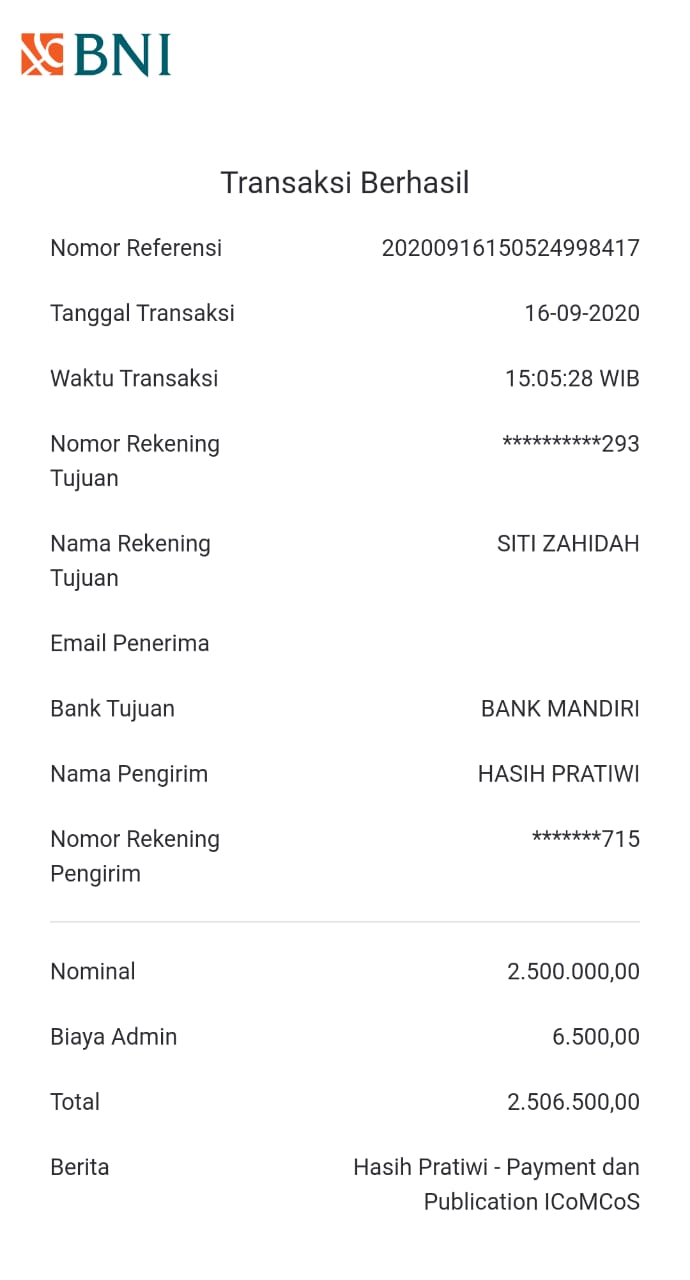 BNI
Transaksi Berhasil
Nomor Referensi 20200916150524998417
Tanggal Transaksi 16-09-2020
Waktu Transaksi 15:05:28 WIB
Nomor Rekening Tujuan **********293
Nama Rekening Tujuan SITI ZAHIDAH
Email Penerima
Bank Tujuan BANK MANDIRI
Nama Pengirim HASIH PRATIWI
Nomor Rekening Pengirim *******715
Nominal 2.500.000,00
Biaya Admin 6.500,00
Total 2.506.500,00
Berita Hasih Pratiwi - Payment dan
Publication ICoMCoS